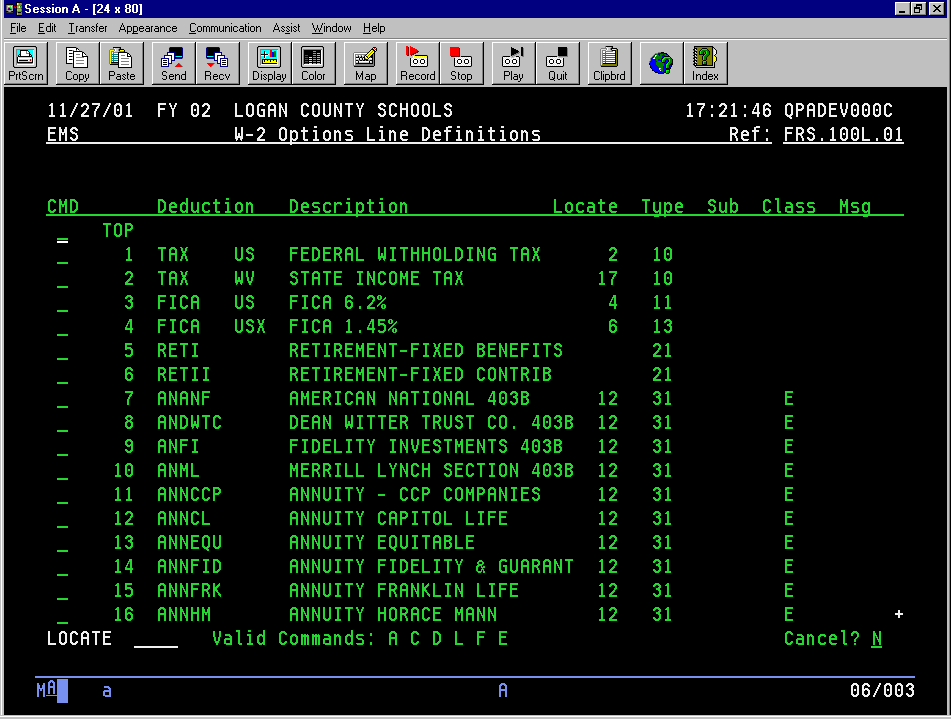 Session A - [24 x 80]
File Edit Transfer Appearance Communication Assist Window Help
PrtScrn Copy Paste Send Recv Display Color Map Record Stop Play Quit Clipbrd Index
11/27/01 FY 02 LOGAN COUNTY SCHOOLS 17:21:46 QPADEV000C
EMS W-2 Options Line Definitions Ref: FRS.100L.01
CMD Deduction Description Locate Type Sub Class Msg
_ TOP
_ 1 TAX US FEDERAL WITHHOLDING TAX 2 10
_ 2 TAX WV STATE INCOME TAX 17 10
_ 3 FICA US FICA 6.2% 4 11
_ 4 FICA USX FICA 1.45% 6 13
_ 5 RETI RETIREMENT-FIXED BENEFITS 21
_ 6 RETII RETIREMENT-FIXED CONTRIB 21
_ 7 ANANF AMERICAN NATIONAL 403B 12 31 E
_ 8 ANDWTC DEAN WITTER TRUST CO. 403B 12 31 E
_ 9 ANFI FIDELITY INVESTMENTS 403B 12 31 E
_ 10 ANML MERRILL LYNCH SECTION 403B 12 31 E
_ 11 ANNCCP ANNUITY - CCP COMPANIES 12 31 E
_ 12 ANNCL ANNUITY CAPITOL LIFE 12 31 E
_ 13 ANNEQU ANNUITY EQUITABLE 12 31 E
_ 14 ANNFID ANNUITY FIDELITY & GUARANT 12 31 E
_ 15 ANNFRK ANNUITY FRANKLIN LIFE 12 31 E
_ 16 ANNHM ANNUITY HORACE MANN 12 31 E +
LOCATE ____ Valid Commands: A C D L F E Cancel? N
MA a A 06/003